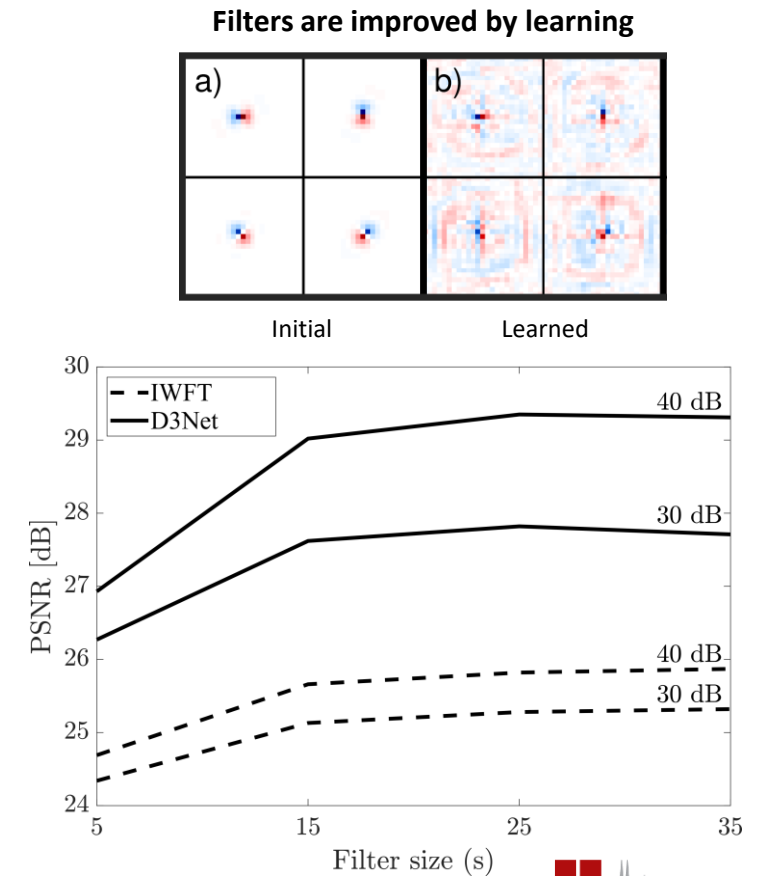 Filters are improved by learning
a)
b)
Initial
Learned
30
29
28
27
26
25
24
PSNR [dB]
IWFT
D3Net
40 dB
30 dB
40 dB
30 dB
5
15
25
35
Filter size (s)